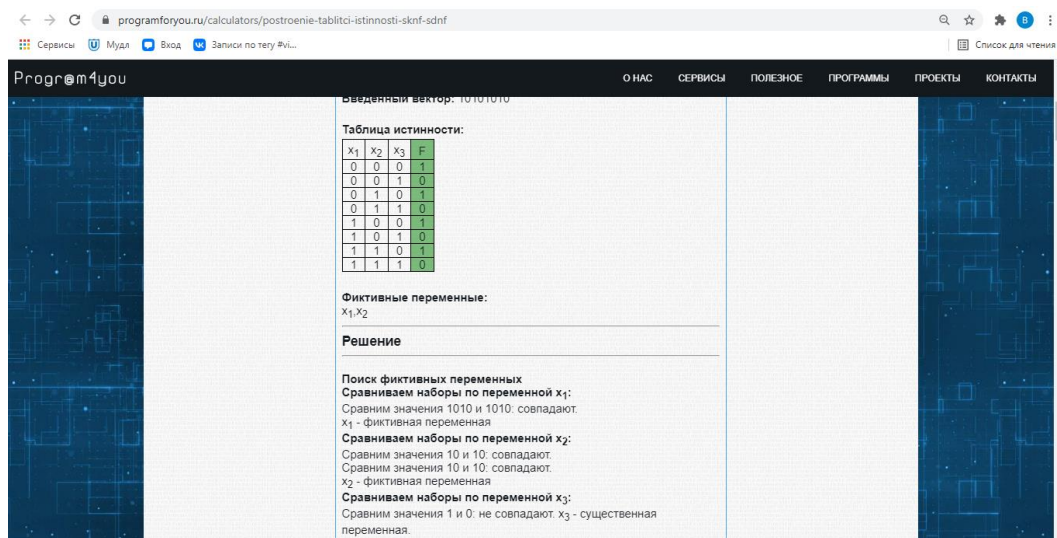 programforyou.ru/calculators/postroenie-tablitci-istinnosti-sknf-sdnf
B
Сервисы Мудл Вход Записи по тегу #vi...
Список для чтения
Progr@m4you
О НАС СЕРВИСЫ ПОЛЕЗНОЕ ПРОГРАММЫ ПРОЕКТЫ КОНТАКТЫ
Введенный вектор: 10101010
Таблица истинности:
x1 x2 x3 F
0 0 0 1
0 0 1 0
0 1 0 1
0 1 1 0
1 0 0 1
1 0 1 0
1 1 0 1
1 1 1 0
Фиктивные переменные:
x1,x2
Решение
Поиск фиктивных переменных
Сравниваем наборы по переменной x1:
Сравним значения 1010 и 1010: совпадают.
x1 - фиктивная переменная
Сравниваем наборы по переменной x2:
Сравним значения 10 и 10: совпадают.
Сравним значения 10 и 10: совпадают.
x2 - фиктивная переменная
Сравниваем наборы по переменной x3:
Сравним значения 1 и 0: не совпадают. x3 - существенная
переменная.